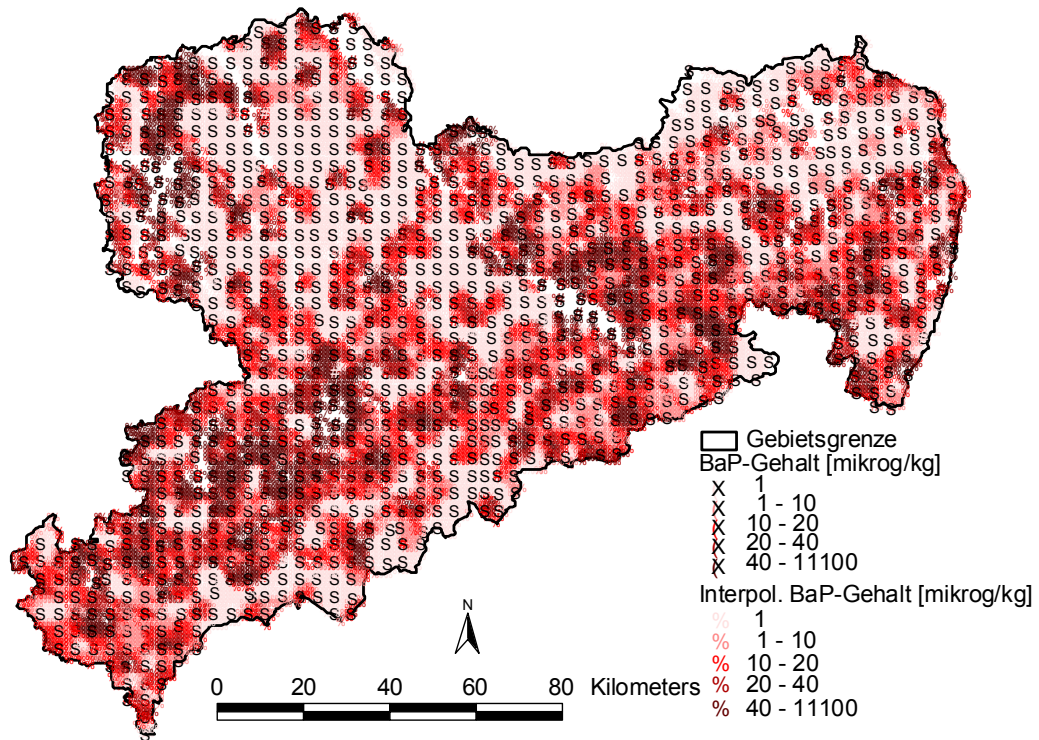 Gebietsgrenze
BaP-Gehalt [mikrog/kg]
X 1
X 1 - 10
X 10 - 20
X 20 - 40
X 40 - 11100
Interpol. BaP-Gehalt [mikrog/kg]
% 1
% 1 - 10
% 10 - 20
% 20 - 40
% 40 - 11100
N
0 20 40 60 80 Kilometers